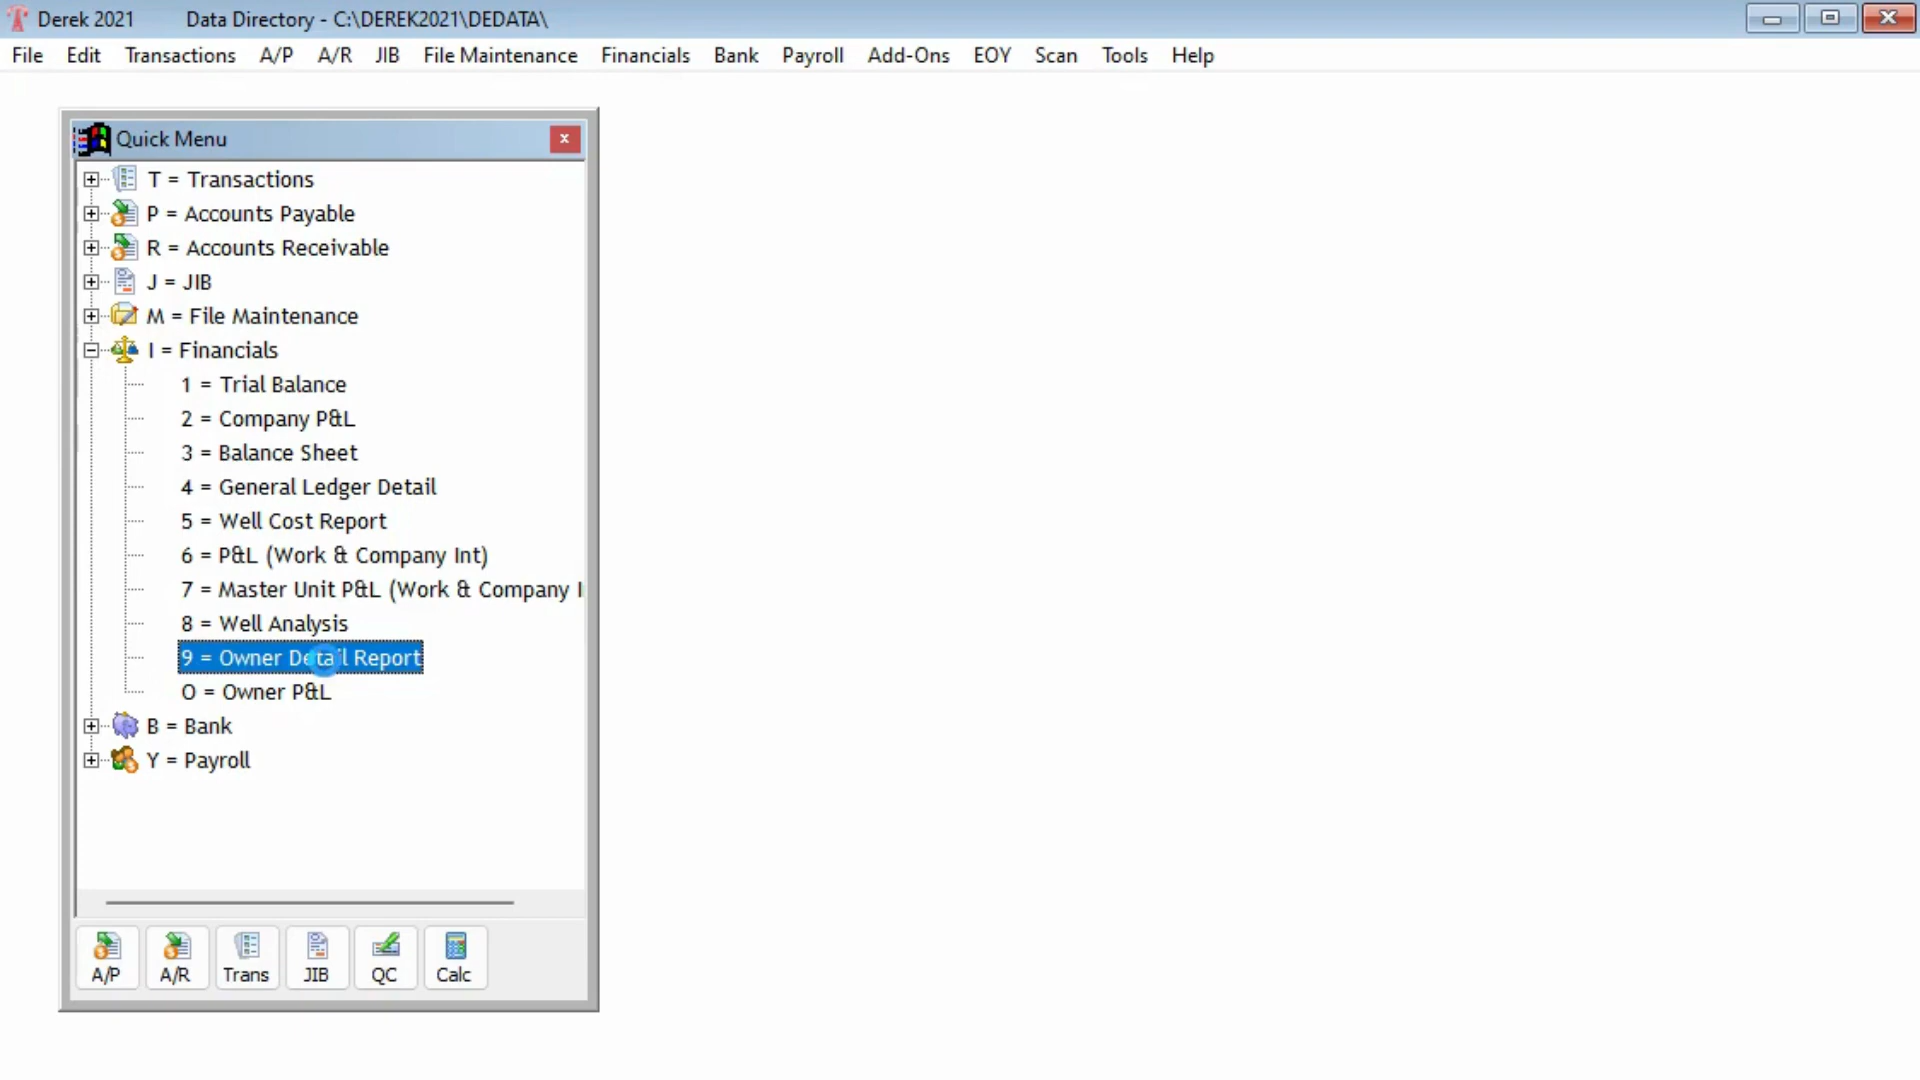 Derek 2021 Data Directory - C:\DEREK2021\DEDATA\
File Edit Transactions A/P A/R JIB File Maintenance Financials Bank Payroll Add-Ons EOY Scan Tools Help
Quick Menu
T = Transactions
P = Accounts Payable
R = Accounts Receivable
J = JIB
M = File Maintenance
I = Financials
1 = Trial Balance
2 = Company P&L
3 = Balance Sheet
4 = General Ledger Detail
5 = Well Cost Report
6 = P&L (Work & Company Int)
7 = Master Unit P&L (Work & Company I
8 = Well Analysis
9 = Owner Detail Report
O = Owner P&L
B = Bank
Y = Payroll
A/P A/R Trans JIB QC Calc